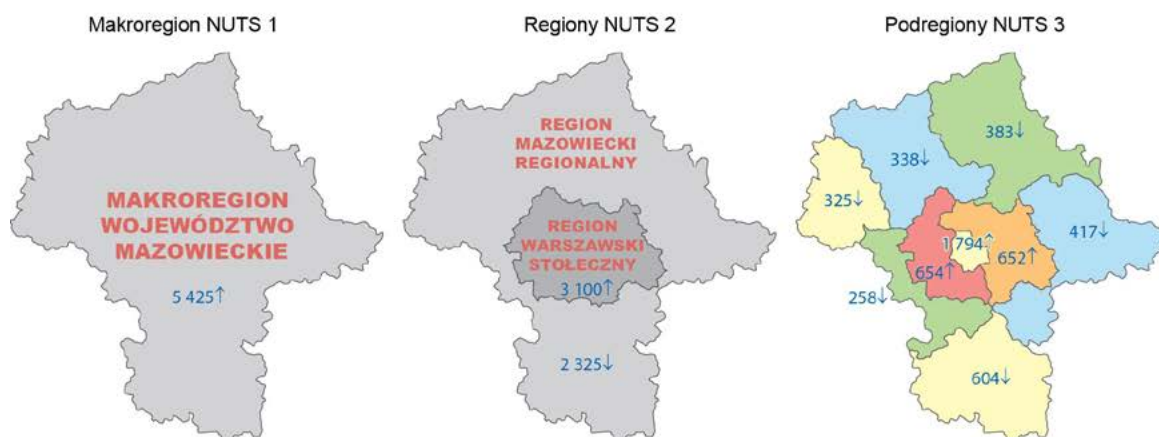 Makroregion NUTS 1
MAKROREGION
WOJEWÓDZTWO
MAZOWIECKIE
5 425↑
Regiony NUTS 2
REGION
MAZOWIECKI
REGIONALNY
REGION
WARSZAWSKI
STOŁECZNY
3 100↑
2 325↓
Podregiony NUTS 3
383↓
338↓
325↓
417↓
1 794↑
652↑
654↑
258↓
604↓